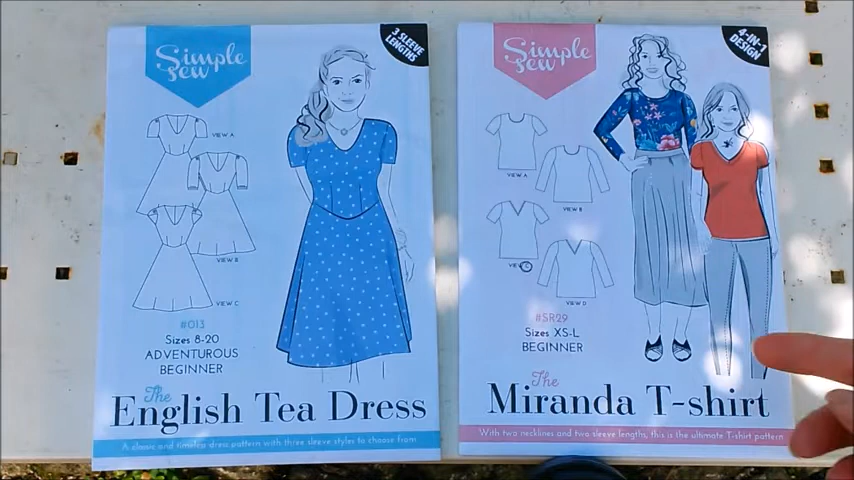 Simple
Sew
3 SLEEVE
LENGTHS
VIEW A
VIEW B
VIEW C
#013
Sizes 8-20
ADVENTUROUS
BEGINNER
The
English Tea Dress
A classic and timeless dress pattern with three sleeve styles to choose from
Simple
Sew
4-IN-1
DESIGN
VIEW A
VIEW B
VIEW C
VIEW D
#SR29
Sizes XS-L
BEGINNER
The
Miranda T-shirt
With two necklines and two sleeve lengths, this is the ultimate T-shirt pattern